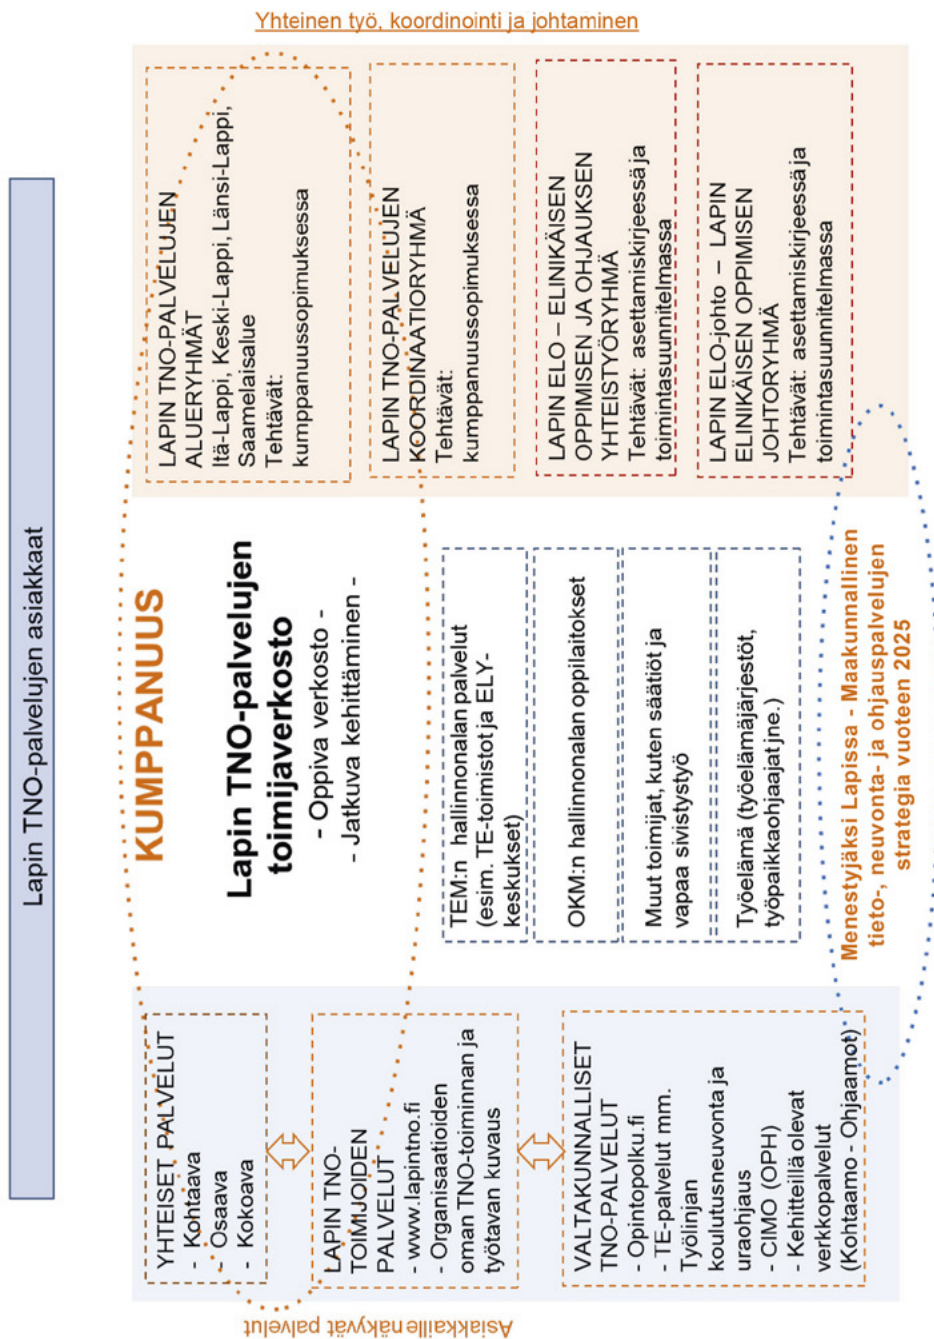 Lapin TNO-palvelujen asiakkaat
Asiakkaille näkyvät palvelut
YHTEISET PALVELUT
- Kohtaava
- Osaava
- Kokoava
LAPIN TNO-
TOIMIJOIDEN
PALVELUT
- www.lapintno.fi
- Organisaatioiden
oman TNO-toiminnan ja
työtavan kuvaus
VALTAKUNNALLISET
TNO-PALVELUT
- Opintopolku.fi
- TE-palvelut mm.
Työlinjan
koulutusneuvonta ja
uraohjaus
- CIMO (OPH)
- Kehitteillä olevat
verkkopalvelut
(Kohtaamo - Ohjaamot)
KUMPPANUUS
Lapin TNO-palvelujen
toimijaverkosto
- Oppiva verkosto -
- Jatkuva kehittäminen -
TEM:n hallinnonalan palvelut
(esim. TE-toimistot ja ELY-
keskukset)
OKM:n hallinnonalan oppilaitokset
Muut toimijat, kuten säätiöt ja
vapaa sivistystyö
Työelämä (työelämäjärjestöt,
työpaikkaohjaajat jne.)
Menestyjäksi Lapissa - Maakunnallinen
tieto-, neuvonta- ja ohjauspalvelujen
strategia vuoteen 2025
Yhteinen työ, koordinointi ja johtaminen
LAPIN TNO-PALVELUJEN
ALUERYHMÄT
Itä-Lappi, Keski-Lappi, Länsi-Lappi,
Saamelaisalue
Tehtävät:
kumppanuussopimuksessa
LAPIN TNO-PALVELUJEN
KOORDINAATIORYHMÄ
Tehtävät:
kumppanuussopimuksessa
LAPIN ELO – ELINIKÄISEN
OPPIMISEN JA OHJAUKSEN
YHTEISTYÖRYHMÄ
Tehtävät: asettamiskirjeessä ja
toimintasuunnitelmassa
LAPIN ELO-johto – LAPIN
ELINIKÄISEN OPPIMISEN
JOHTORYHMÄ
Tehtävät: asettamiskirjeessä ja
toimintasuunnitelmassa